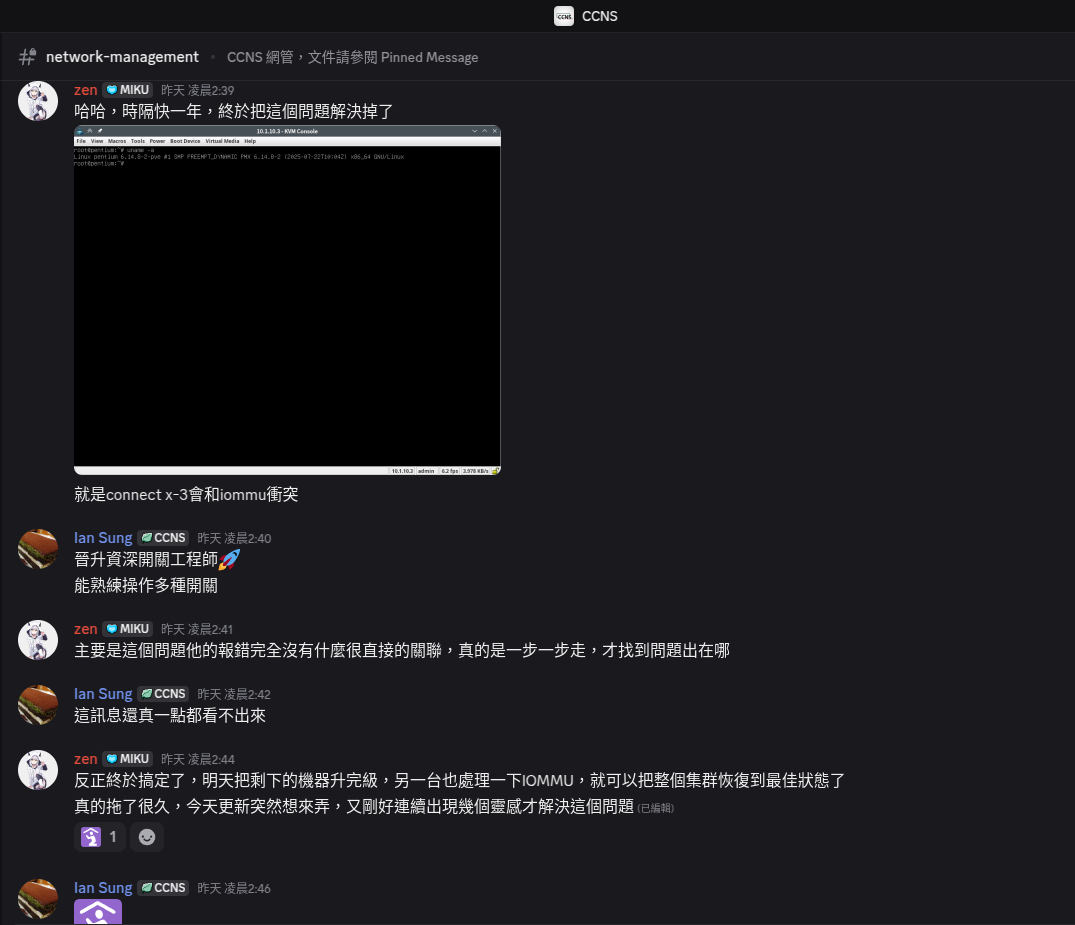 CCNS
CCNS
network-management • CCNS 網管，文件請參閱 Pinned Message
zen MIKU 昨天 凌晨2:39
哈哈，時隔快一年，終於把這個問題解決掉了
10.1.10.3 - KVM Console
File View Macros Tools Power Boot Device Virtual Media Help
root@pentium:~# uname -a
Linux pentium 6.14.8-2-pve #1 SMP PREEMPT_DYNAMIC PMX 6.14.8-2 (2025-07-22T10:04Z) x86_64 GNU/Linux
root@pentium:~#
10.1.10.3 admin 6.2 fps 3.978 KB/s
就是connect x-3會和iommu衝突
Ian Sung CCNS 昨天 凌晨2:40
晉升資深開關工程師🚀
能熟練操作多種開關
zen MIKU 昨天 凌晨2:41
主要是這個問題他的報錯完全沒有什麼很直接的關聯，真的是一步一步走，才找到問題出在哪
Ian Sung CCNS 昨天 凌晨2:42
這訊息還真一點都看不出來
zen MIKU 昨天 凌晨2:44
反正終於搞定了，明天把剩下的機器升完級，另一台也處理一下IOMMU，就可以把整個集群恢復到最佳狀態了
真的拖了很久，今天更新突然想來弄，又剛好連續出現幾個靈感才解決這個問題 (已編輯)
1
Ian Sung CCNS 昨天 凌晨2:46